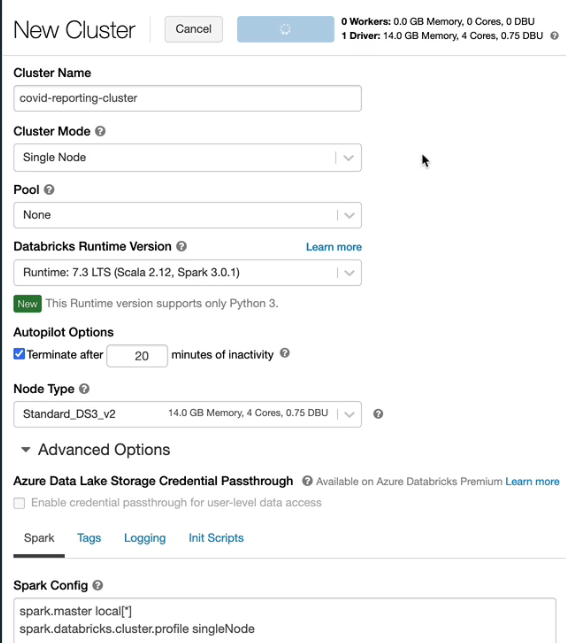 New Cluster
Cancel
0 Workers: 0.0 GB Memory, 0 Cores, 0 DBU
1 Driver: 14.0 GB Memory, 4 Cores, 0.75 DBU ?
Cluster Name
covid-reporting-cluster
Cluster Mode ?
Single Node
Pool ?
None
Databricks Runtime Version ? Learn more
Runtime: 7.3 LTS (Scala 2.12, Spark 3.0.1)
New This Runtime version supports only Python 3.
Autopilot Options
Terminate after 20 minutes of inactivity ?
Node Type ?
Standard_DS3_v2 14.0 GB Memory, 4 Cores, 0.75 DBU ?
Advanced Options
Azure Data Lake Storage Credential Passthrough ? Available on Azure Databricks Premium Learn more
Enable credential passthrough for user-level data access
Spark Tags Logging Init Scripts
Spark Config ?
spark.master local[*]
spark.databricks.cluster.profile singleNode